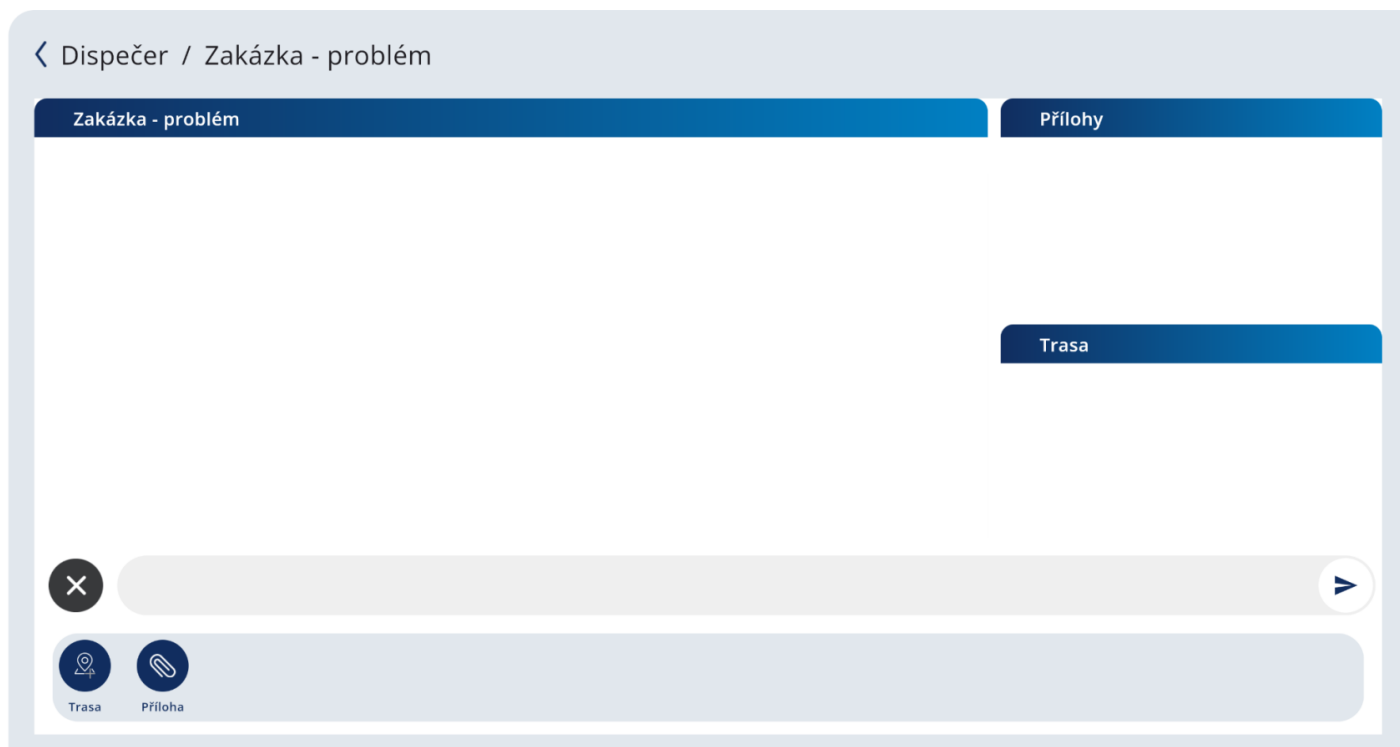 Dispečer / Zakázka - problém
Zakázka - problém
Přílohy
Trasa
Trasa
Příloha